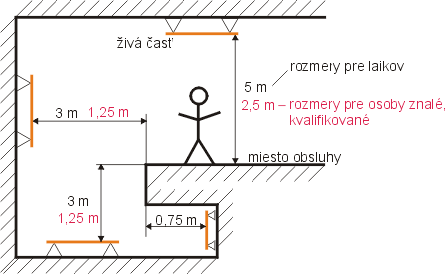 živá časť
rozmery pre laikov
5 m
2,5 m – rozmery pre osoby znalé,
kvalifikované
3 m 1,25 m
miesto obsluhy
3 m
1,25 m
0,75 m